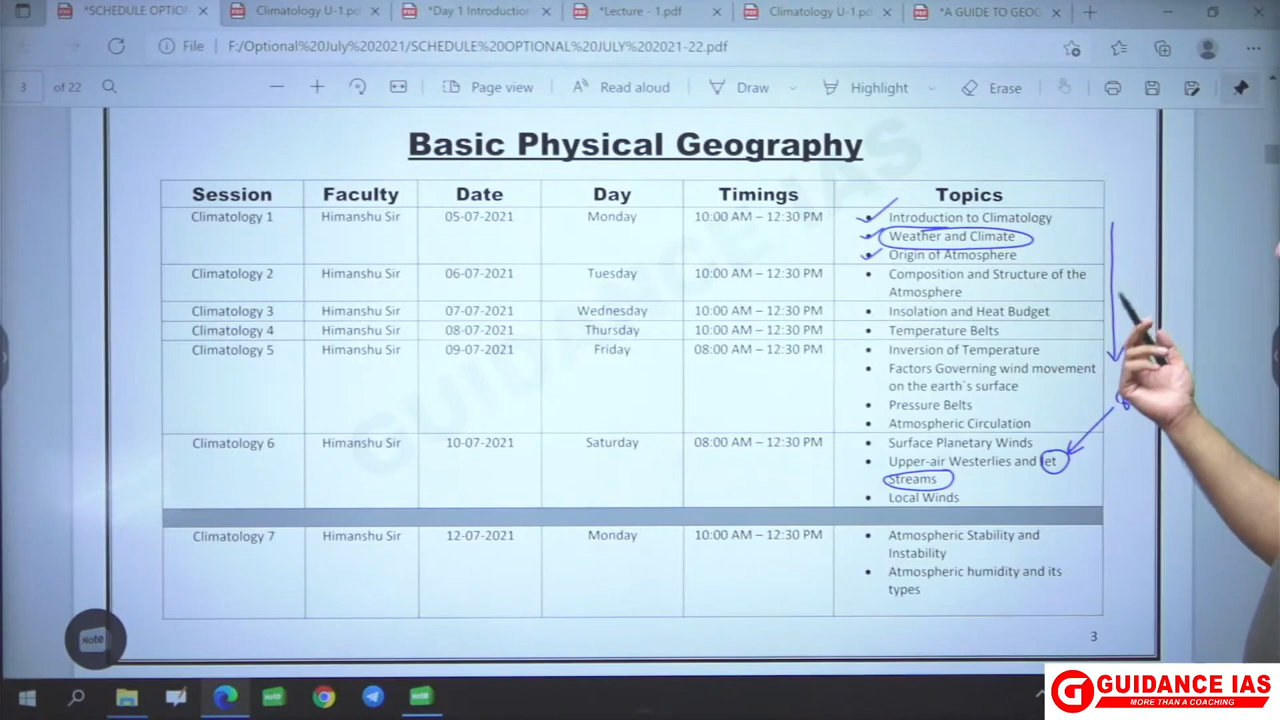 *SCHEDULE OPTIO
Climatology U-1.pd
*Day 1 Introduction
*Lecture - 1.pdf
Climatology U-1.pd
*A GUIDE TO GEOG
File
F:/Optional%20July%202021/SCHEDULE%20OPTIONAL%20JULY%202021-22.pdf
3 of 22
Page view
Read aloud
Draw
Highlight
Erase
Basic Physical Geography
Session Faculty Date Day Timings Topics
Climatology 1 Himanshu Sir 05-07-2021 Monday 10:00 AM – 12:30 PM • Introduction to Climatology
• Weather and Climate
• Origin of Atmosphere
Climatology 2 Himanshu Sir 06-07-2021 Tuesday 10:00 AM – 12:30 PM • Composition and Structure of the
Atmosphere
Climatology 3 Himanshu Sir 07-07-2021 Wednesday 10:00 AM – 12:30 PM • Insolation and Heat Budget
Climatology 4 Himanshu Sir 08-07-2021 Thursday 10:00 AM – 12:30 PM • Temperature Belts
Climatology 5 Himanshu Sir 09-07-2021 Friday 08:00 AM – 12:30 PM • Inversion of Temperature
• Factors Governing wind movement
on the earth`s surface
• Pressure Belts
• Atmospheric Circulation
Climatology 6 Himanshu Sir 10-07-2021 Saturday 08:00 AM – 12:30 PM • Surface Planetary Winds
• Upper-air Westerlies and Jet
Streams
• Local Winds
Climatology 7 Himanshu Sir 12-07-2021 Monday 10:00 AM – 12:30 PM • Atmospheric Stability and
Instability
• Atmospheric humidity and its
types
3
GUIDANCE IAS
Note
Note
Note
GUIDANCE IAS
MORE THAN A COACHING